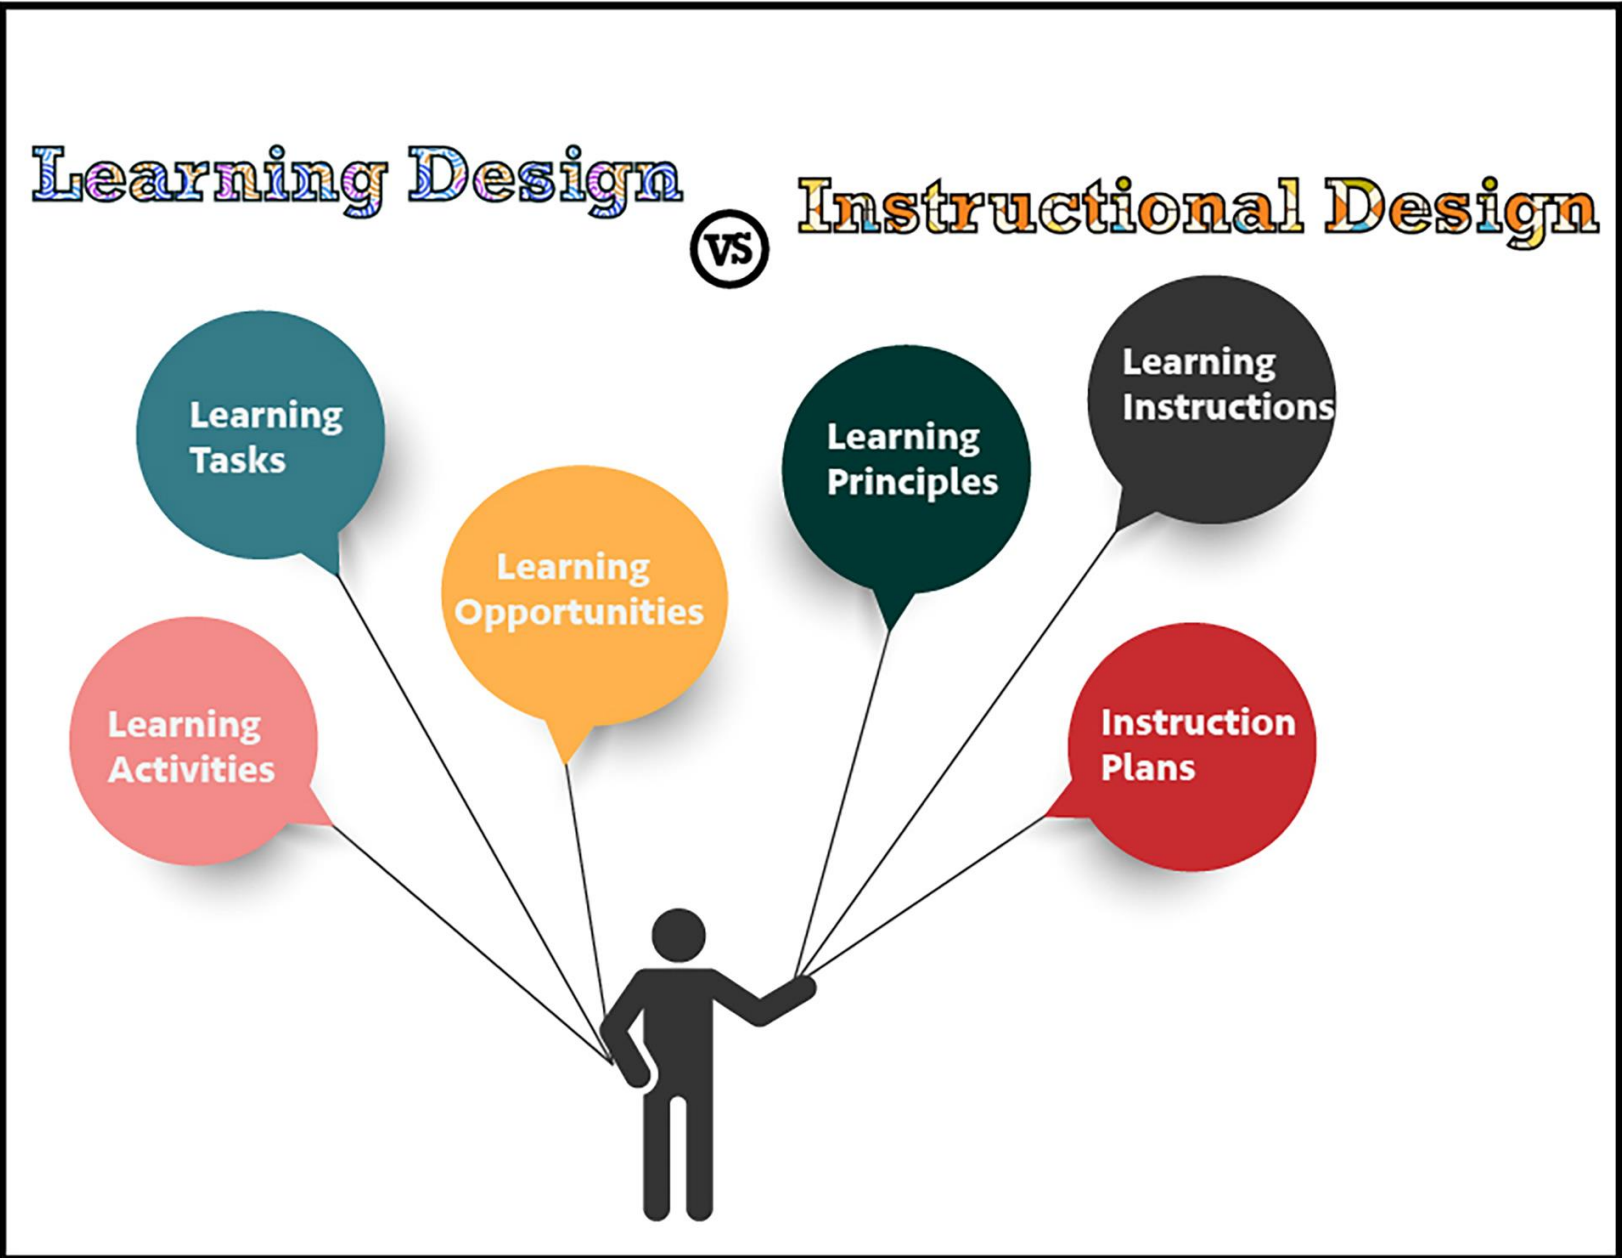 Learning Design
VS
Instructional Design
Learning
Tasks
Learning
Opportunities
Learning
Activities
Learning
Principles
Learning
Instructions
Instruction
Plans